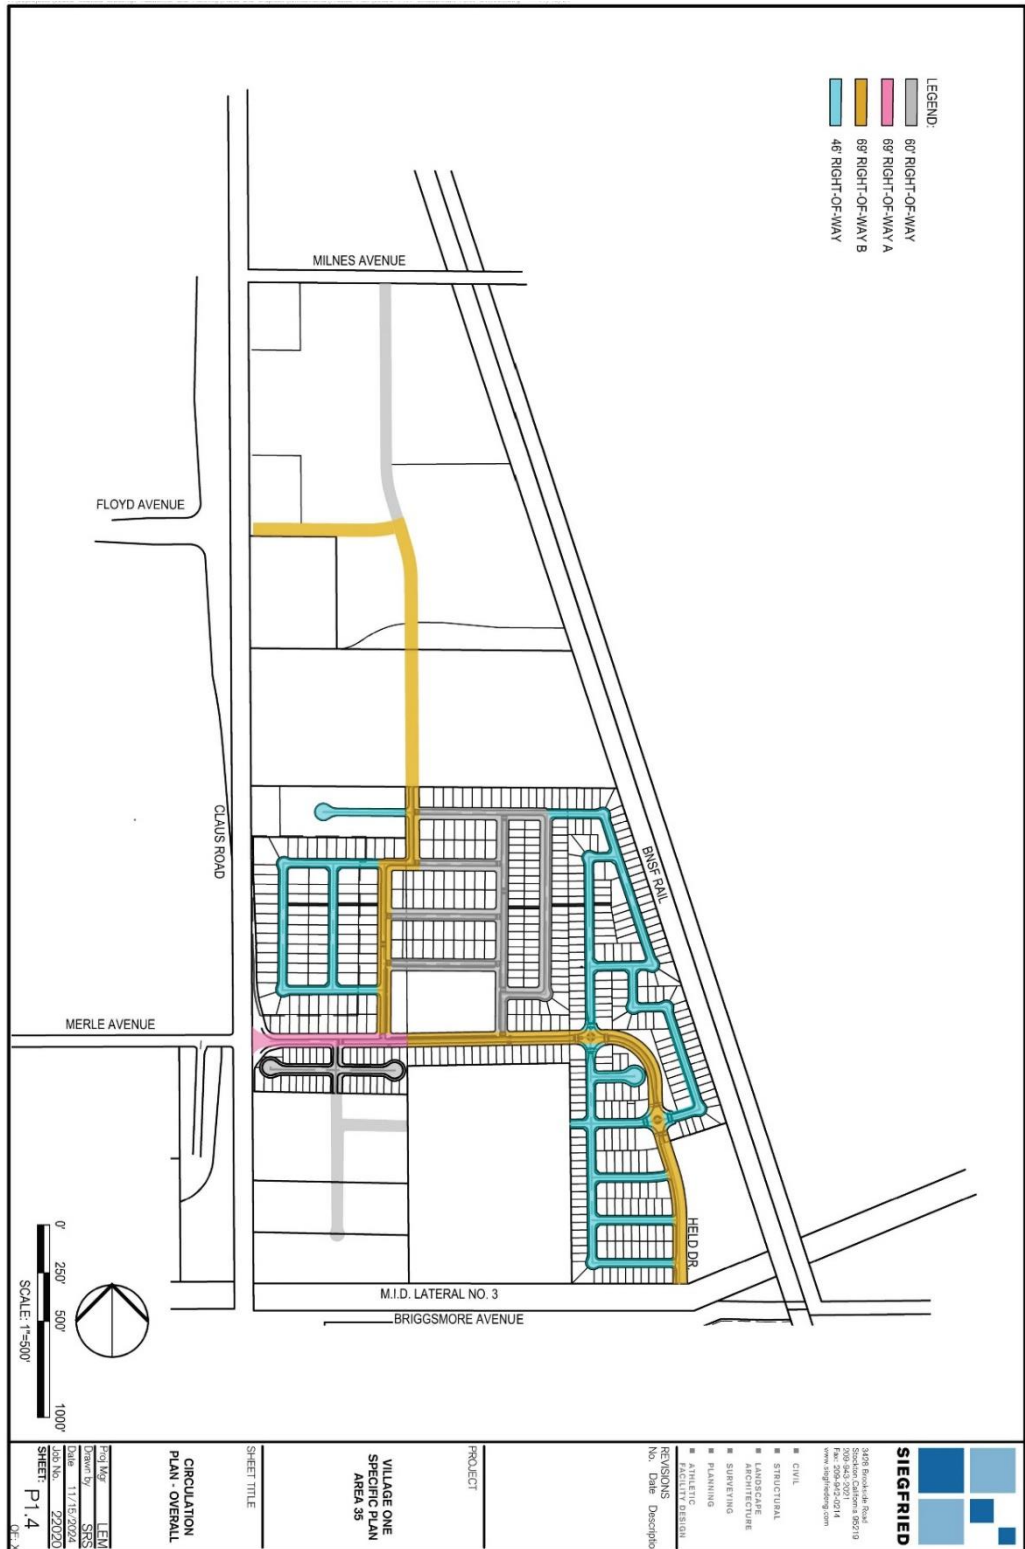 LEGEND:
60' RIGHT-OF-WAY
69' RIGHT-OF-WAY A
69' RIGHT-OF-WAY B
46' RIGHT-OF-WAY
MILNES AVENUE
FLOYD AVENUE
CLAUS ROAD
BNSF RAIL
MERLE AVENUE
HELD DR.
M.I.D. LATERAL NO. 3
BRIGGSMORE AVENUE
0' 250' 500' 1000'
SCALE: 1"=500'
SIEGFRIED
3428 Brookside Road
Stockton California 95219
209-943-2021
Fax: 209-942-0214
www.siegfriedeng.com
CIVIL
STRUCTURAL
LANDSCAPE
ARCHITECTURE
SURVEYING
PLANNING
ATHLETIC
FACILITY DESIGN
REVISIONS
No. Date Descriptio
PROJECT
VILLAGE ONE
SPECIFIC PLAN
AREA 35
SHEET TITLE
CIRCULATION
PLAN - OVERALL
Proj Mgr LEM
Drawn by SRS
Date 11/15/2024
Job No. 22020
SHEET: P1.4